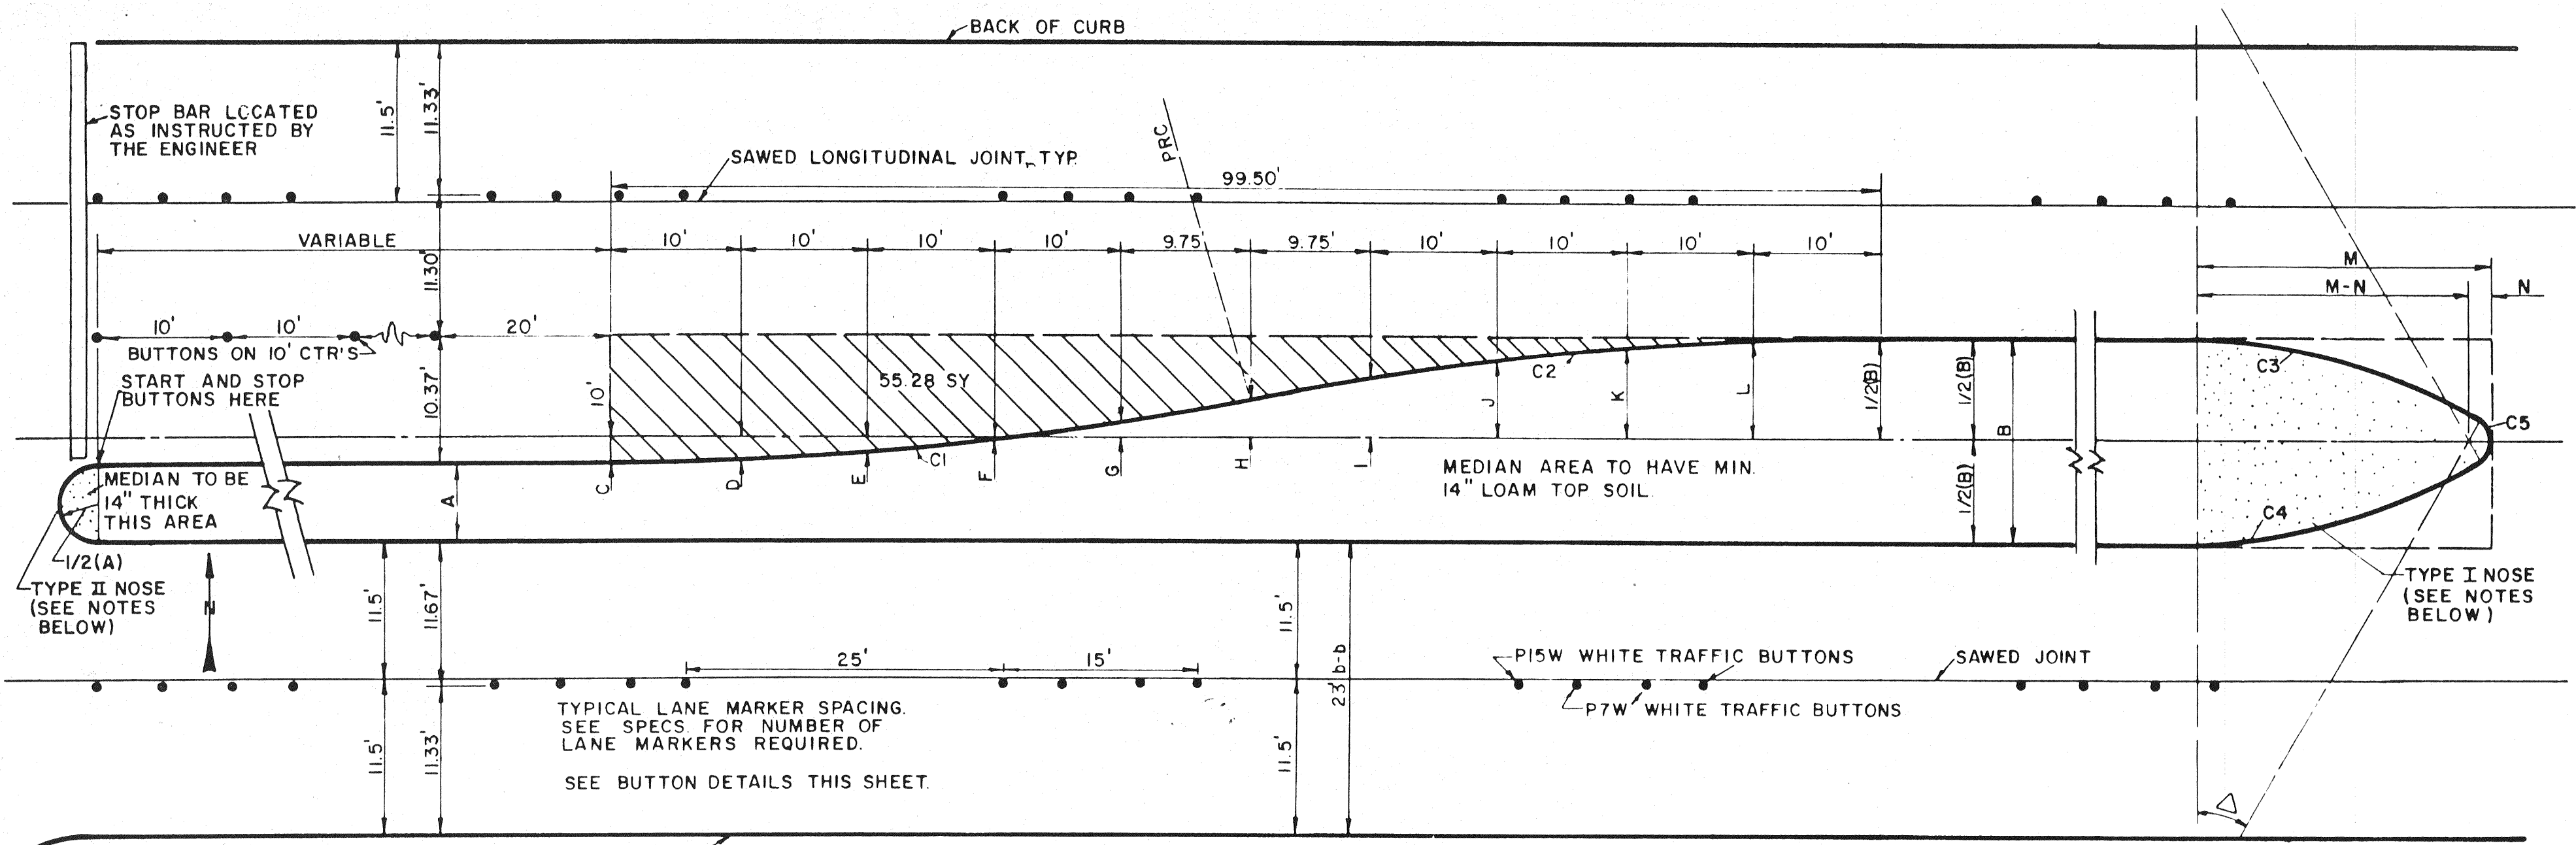 BACK OF CURB
STOP BAR LOCATED
AS INSTRUCTED BY
THE ENGINEER
11.5'
11.33'
SAWED LONGITUDINAL JOINT, TYP.
PRC
99.50'
VARIABLE
10'
10'
10'
10'
9.75'
9.75'
10'
10'
10'
10'
11.30'
M
M-N
N
10'
10'
20'
BUTTONS ON 10' CTR'S
START AND STOP
BUTTONS HERE
10.37'
10'
55.28 SY
C1
C2
C3
C4
C5
J
K
L
1/2(B)
1/2(B)
B
1/2(B)
MEDIAN TO BE
14" THICK
THIS AREA
A
C
D
E
F
G
H
I
MEDIAN AREA TO HAVE MIN.
14" LOAM TOP SOIL.
1/2(A)
TYPE II NOSE
(SEE NOTES
BELOW)
N
11.5'
11.67'
11.5'
23' b-b
TYPE I NOSE
(SEE NOTES
BELOW)
25'
15'
P15W WHITE TRAFFIC BUTTONS
SAWED JOINT
P7W WHITE TRAFFIC BUTTONS
TYPICAL LANE MARKER SPACING.
SEE SPECS. FOR NUMBER OF
LANE MARKERS REQUIRED.
SEE BUTTON DETAILS THIS SHEET.
11.5'
11.33'
11.5'
Δ